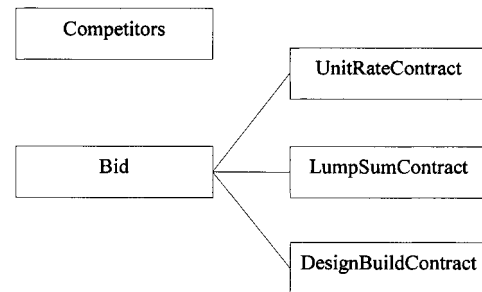 Competitors
UnitRateContract
Bid
LumpSumContract
DesignBuildContract